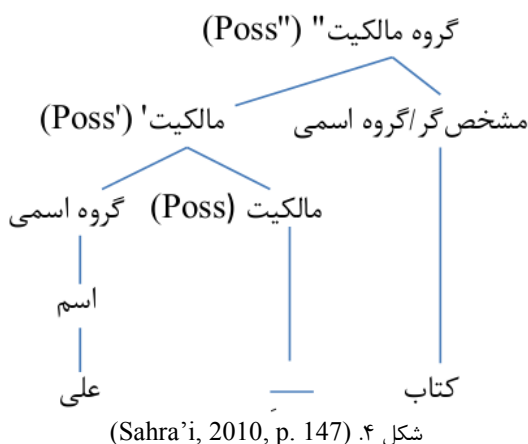 گروه مالکیت" (Poss")
مشخص‌گر/گروه اسمی مالکیت' (Poss')
مالکیت (Poss) گروه اسمی
اسم
کتاب ـِ علی
شکل ۴. (Sahra'i, 2010, p. 147)